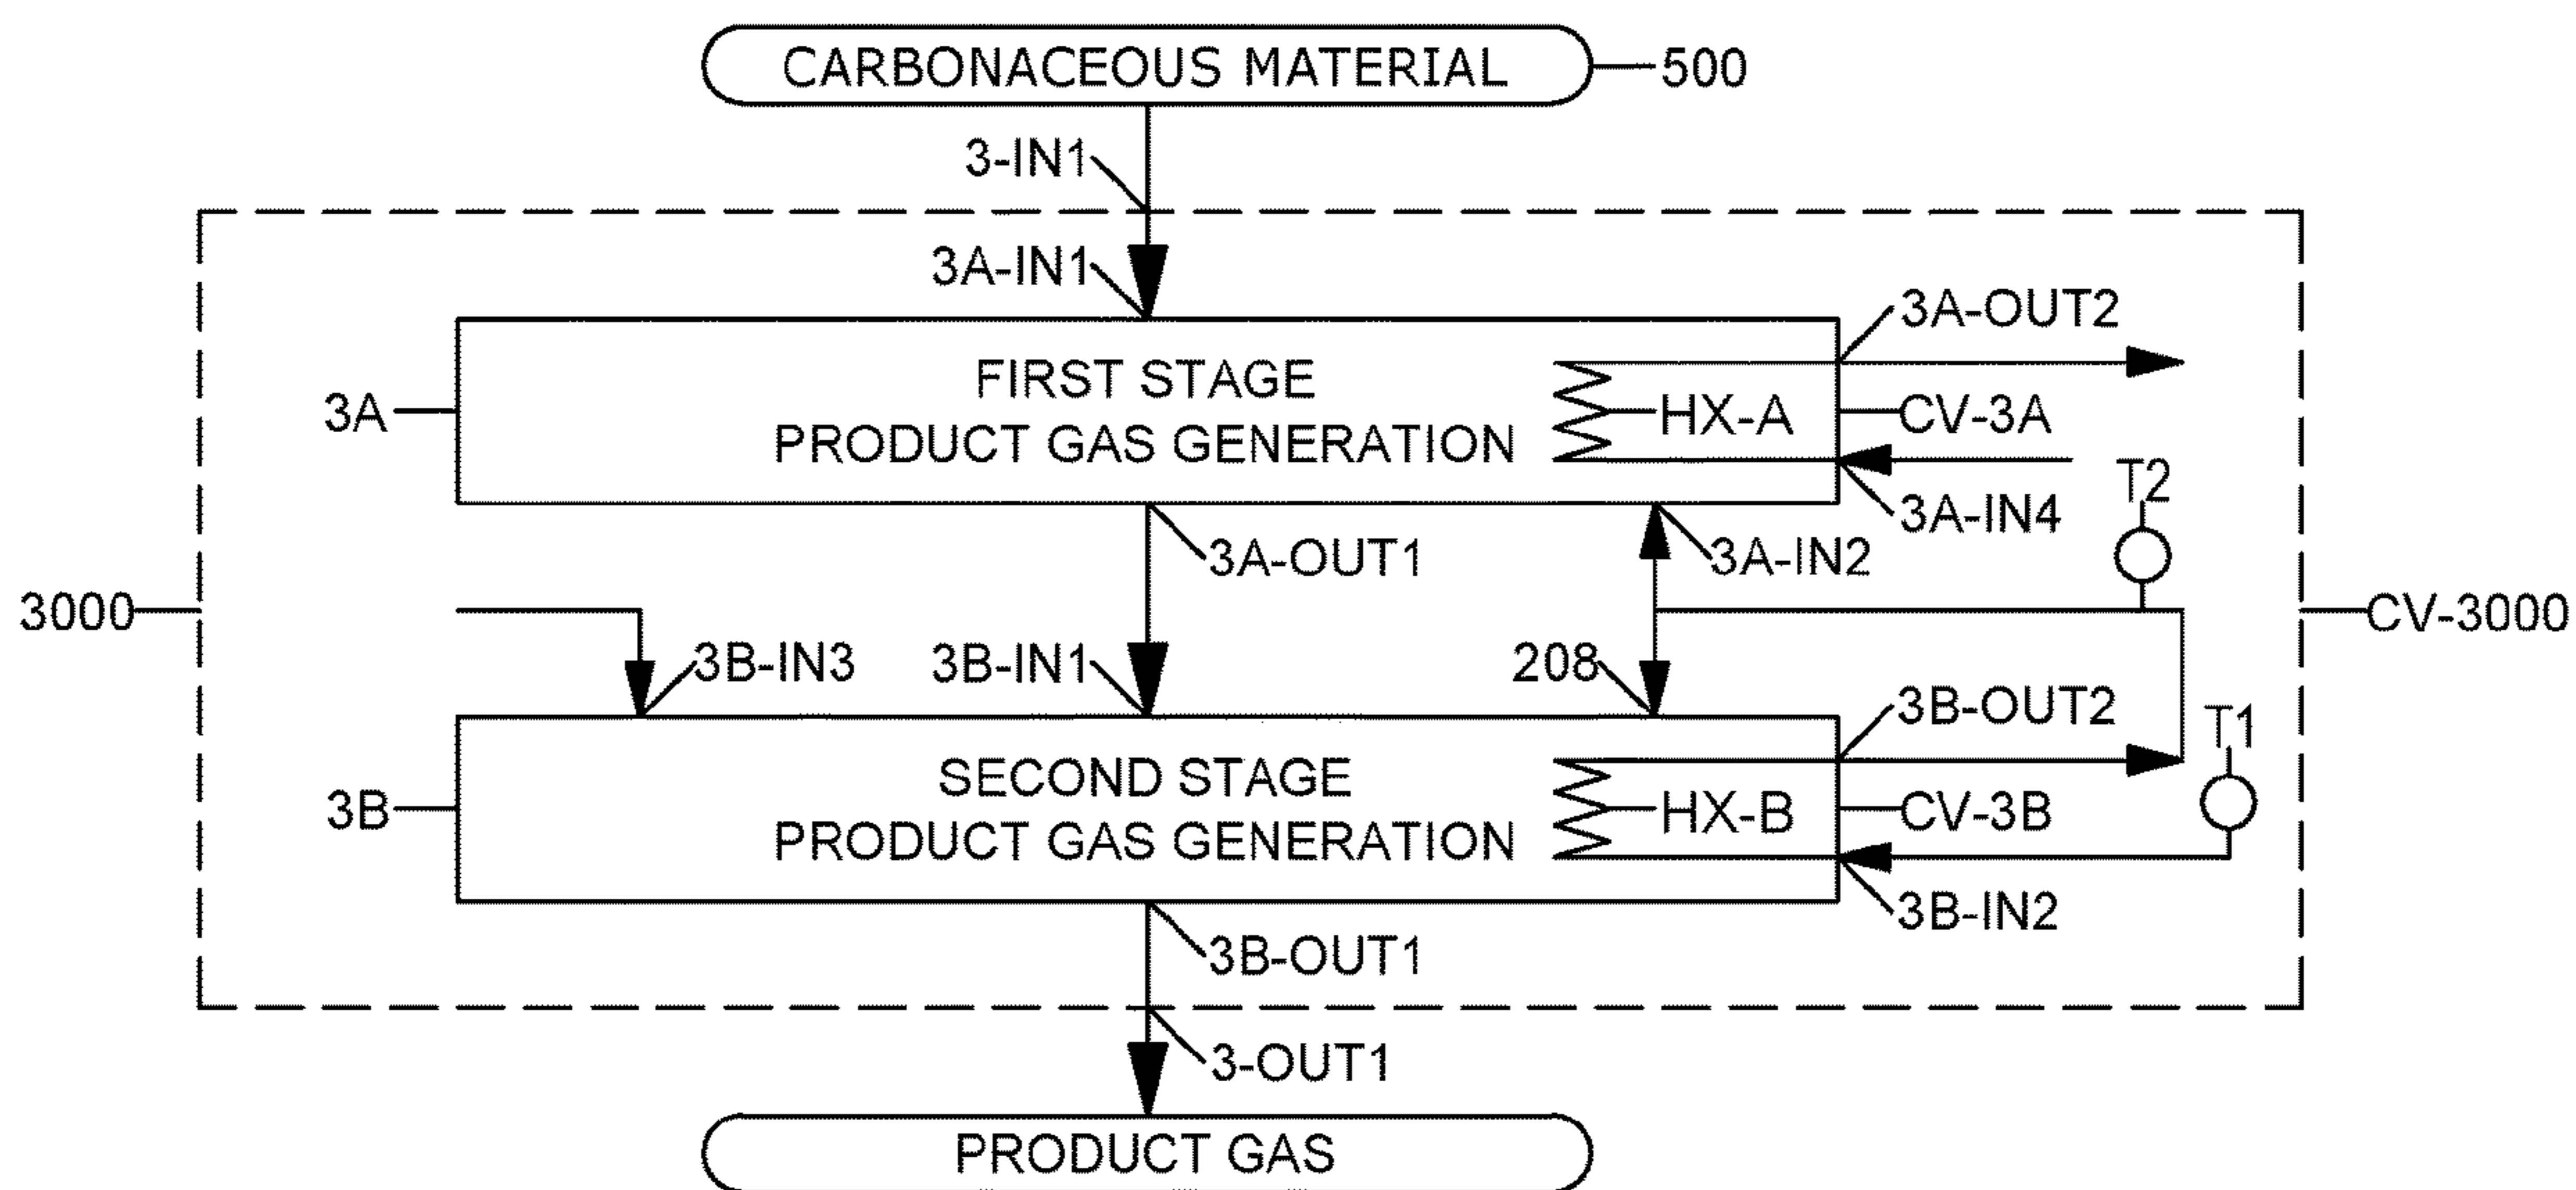 CARBONACEOUS MATERIAL
500
3-IN1
3A-IN1
3A-OUT2
FIRST STAGE
3A
HX-A
CV-3A
PRODUCT GAS GENERATION
T2
3A-IN4
3A-OUT1
3A-IN2
3000
CV-3000
3B-IN3
3B-IN1
208
3B-OUT2
T1
SECOND STAGE
3B
HX-B
CV-3B
PRODUCT GAS GENERATION
3B-IN2
3B-OUT1
3-OUT1
PRODUCT GAS